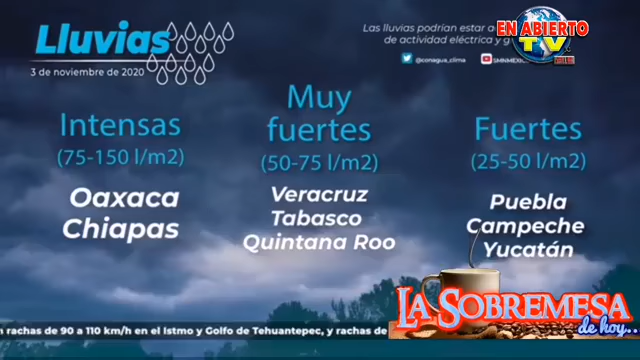 Lluvias
3 de noviembre de 2020
Las lluvias podrían estar
de actividad eléctrica y
@conagua_clima
EN ABIERTO
TV
Intensas
(75-150 l/m2)
Oaxaca
Chiapas
Muy
fuertes
(50-75 l/m2)
Veracruz
Tabasco
Quintana Roo
Fuertes
(25-50 l/m2)
Puebla
Campeche
Yucatán
rachas de 90 a 110 km/h en el Istmo y Golfo de Tehuantepec, y rachas de
LA SOBREMESA
de hoy...